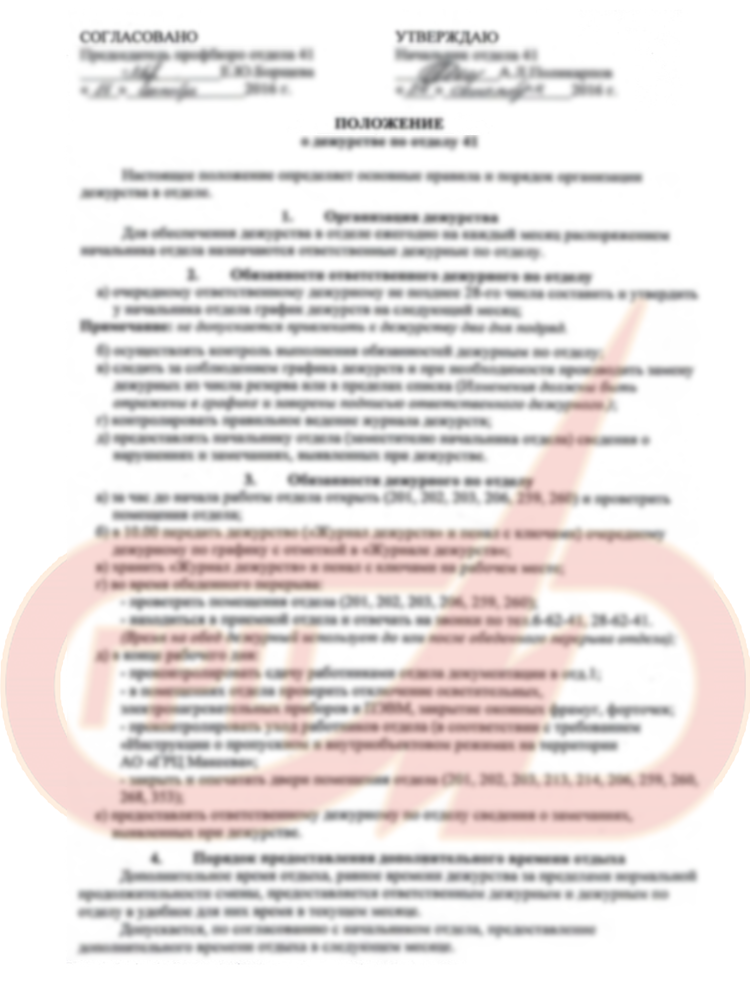 СОГЛАСОВАНО УТВЕРЖДАЮ
Председатель профбюро отдела 41 Начальник отдела 41
Е.Ю.Борщева А.Л.Поликарпов
2016 г. 2016 г.
ПОЛОЖЕНИЕ
о дежурстве по отделу 41
Настоящее положение определяет основные правила и порядок организации
дежурства в отделе.
1. Организация дежурства
Для обеспечения дежурства в отделе ежегодно на каждый месяц распоряжением
начальника отдела назначаются ответственные дежурные по отделу.
2. Обязанности ответственного дежурного по отделу
а) очередному ответственному дежурному не позднее 28-го числа составить и утвердить
у начальника отдела график дежурств на следующий месяц;
Примечание: не допускается привлекать к дежурству два дня подряд.
б) осуществлять контроль выполнения обязанностей дежурным по отделу;
в) следить за соблюдением графика дежурств и при необходимости производить замену
дежурных из числа резерва или в пределах списка (Изменения должны быть
отражены в графике и заверены подписью ответственного дежурного.);
г) контролировать правильное ведение журнала дежурств;
д) предоставлять начальнику отдела (заместителю начальника отдела) сведения о
нарушениях и замечаниях, выявленных при дежурстве.
3. Обязанности дежурного по отделу
а) за час до начала работы отдела открыть (201, 202, 203, 206, 259, 260) и проветрить
помещения отдела;
б) в 10.00 передать дежурство («Журнал дежурств» и пенал с ключами) очередному
дежурному по графику с отметкой в «Журнале дежурств»;
в) хранить «Журнал дежурств» и пенал с ключами на рабочем месте;
г) во время обеденного перерыва:
- проветрить помещения отдела (201, 202, 203, 206, 259, 260);
- находиться в приемной отдела и отвечать на звонки по тел.6-62-41, 28-62-41.
(Время на обед дежурный использует до или после обеденного перерыва отдела);
д) в конце рабочего дня:
- проконтролировать сдачу работниками отдела документации в отд.1;
- в помещениях отдела проверить отключение осветительных,
электронагревательных приборов и ПЭВМ, закрытие оконных фрамуг, форточек;
- проконтролировать уход работников отдела (в соответствии с требованием
«Инструкции о пропускном и внутриобъектовом режимах на территории
АО «ГРЦ Макеева»;
- закрыть и опечатать двери помещения отдела (201, 202, 203, 213, 214, 206, 259, 260,
268, 353);
е) предоставлять ответственному дежурному по отделу сведения о замечаниях,
выявленных при дежурстве.
4. Порядок предоставления дополнительного времени отдыха
Дополнительное время отдыха, равное времени дежурства за пределами нормальной
продолжительности смены, предоставляется ответственным дежурным и дежурным по
отделу в удобное для них время в текущем месяце.
Допускается, по согласованию с начальником отдела, предоставление
дополнительного времени отдыха в следующем месяце.